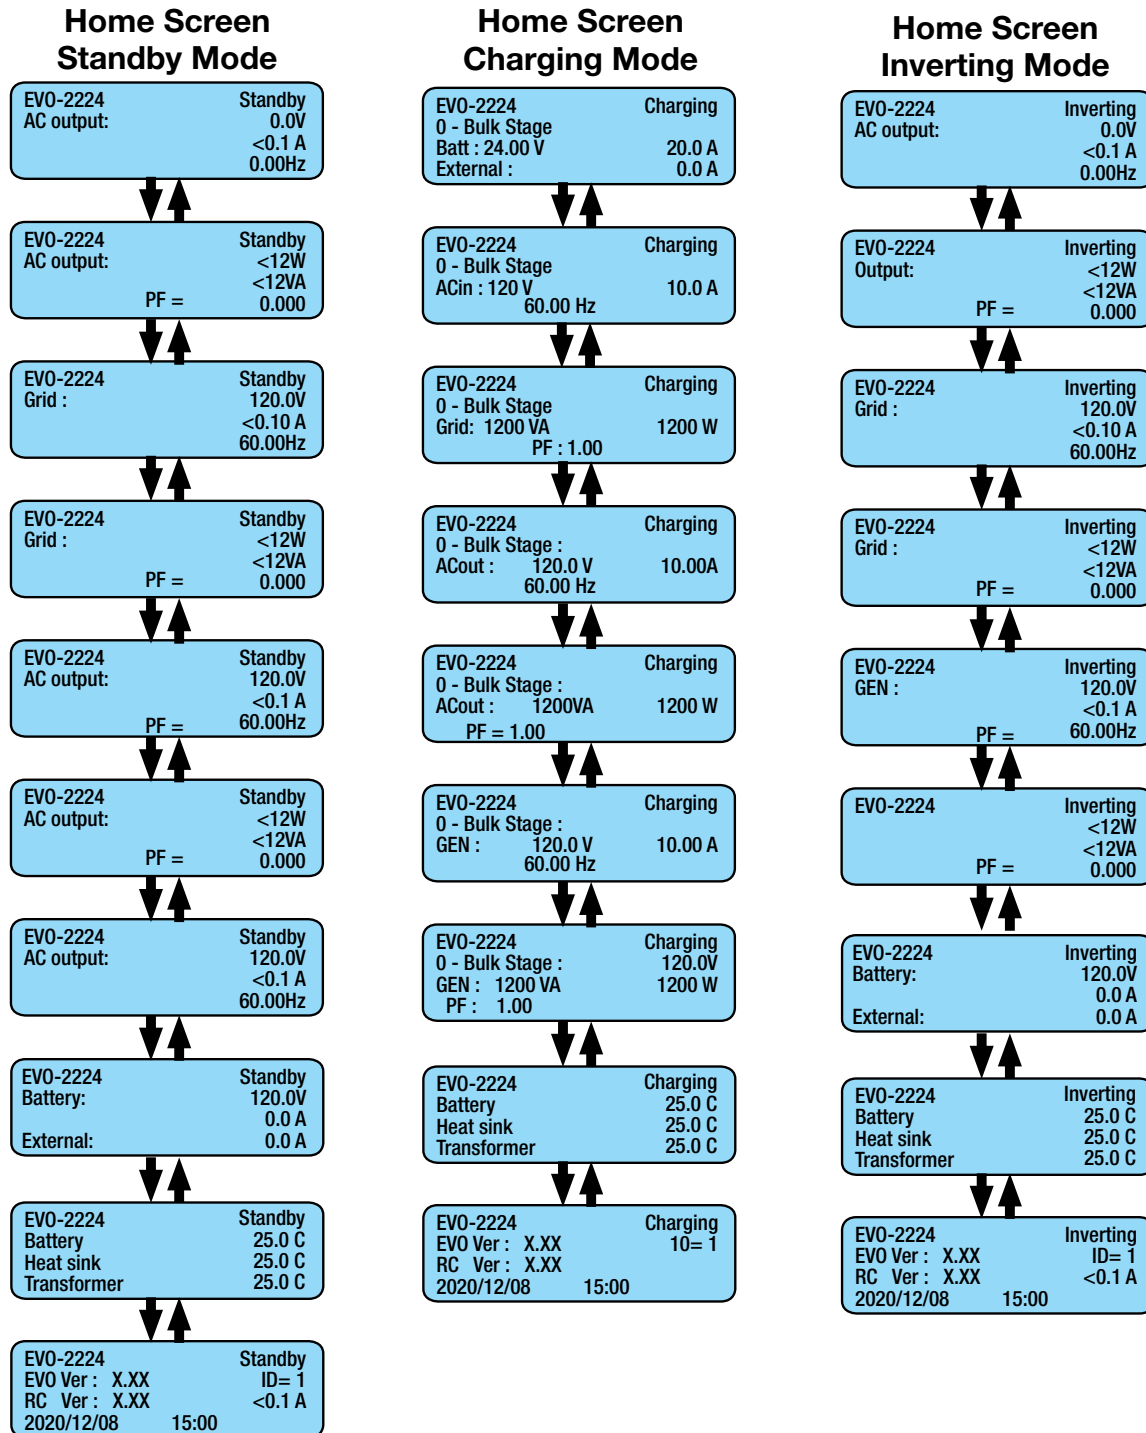 Home Screen
Standby Mode
EVO-2224 Standby
AC output: 0.0V
<0.1 A
0.00Hz
EVO-2224 Standby
AC output: <12W
<12VA
PF = 0.000
EVO-2224 Standby
Grid : 120.0V
<0.10 A
60.00Hz
EVO-2224 Standby
Grid : <12W
<12VA
PF = 0.000
EVO-2224 Standby
AC output: 120.0V
<0.1 A
PF = 60.00Hz
EVO-2224 Standby
AC output: <12W
<12VA
PF = 0.000
EVO-2224 Standby
AC output: 120.0V
<0.1 A
60.00Hz
EVO-2224 Standby
Battery: 120.0V
0.0 A
External: 0.0 A
EVO-2224 Standby
Battery 25.0 C
Heat sink 25.0 C
Transformer 25.0 C
EVO-2224 Standby
EVO Ver : X.XX ID= 1
RC Ver : X.XX <0.1 A
2020/12/08 15:00
Home Screen
Charging Mode
EVO-2224 Charging
0 - Bulk Stage
Batt : 24.00 V 20.0 A
External : 0.0 A
EVO-2224 Charging
0 - Bulk Stage
ACin : 120 V 10.0 A
60.00 Hz
EVO-2224 Charging
0 - Bulk Stage
Grid: 1200 VA 1200 W
PF : 1.00
EVO-2224 Charging
0 - Bulk Stage :
ACout : 120.0 V 10.00A
60.00 Hz
EVO-2224 Charging
0 - Bulk Stage :
ACout : 1200VA 1200 W
PF = 1.00
EVO-2224 Charging
0 - Bulk Stage :
GEN : 120.0 V 10.00 A
60.00 Hz
EVO-2224 Charging
0 - Bulk Stage : 120.0V
GEN : 1200 VA 1200 W
PF : 1.00
EVO-2224 Charging
Battery 25.0 C
Heat sink 25.0 C
Transformer 25.0 C
EVO-2224 Charging
EVO Ver : X.XX 10= 1
RC Ver : X.XX
2020/12/08 15:00
Home Screen
Inverting Mode
EVO-2224 Inverting
AC output: 0.0V
<0.1 A
0.00Hz
EVO-2224 Inverting
Output: <12W
<12VA
PF = 0.000
EVO-2224 Inverting
Grid : 120.0V
<0.10 A
60.00Hz
EVO-2224 Inverting
Grid : <12W
<12VA
PF = 0.000
EVO-2224 Inverting
GEN : 120.0V
<0.1 A
PF = 60.00Hz
EVO-2224 Inverting
<12W
<12VA
PF = 0.000
EVO-2224 Inverting
Battery: 120.0V
0.0 A
External: 0.0 A
EVO-2224 Inverting
Battery 25.0 C
Heat sink 25.0 C
Transformer 25.0 C
EVO-2224 Inverting
EVO Ver : X.XX ID= 1
RC Ver : X.XX <0.1 A
2020/12/08 15:00